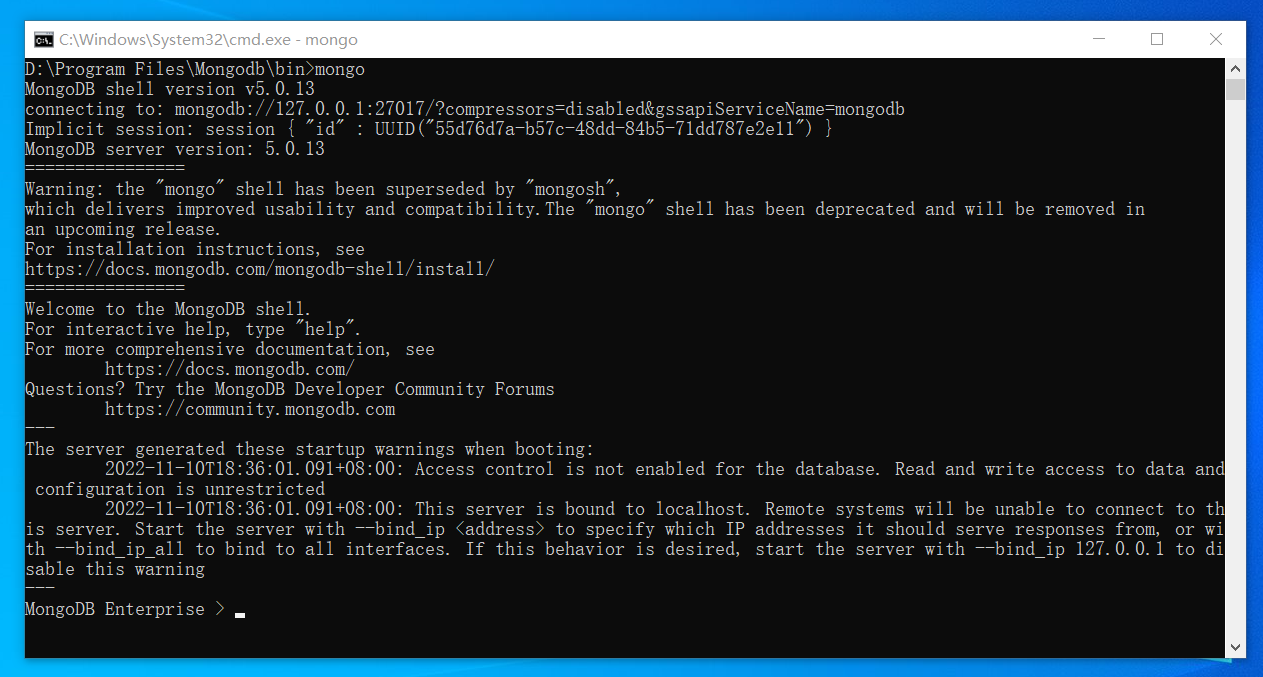 C:\Windows\System32\cmd.exe - mongo
D:\Program Files\Mongodb\bin>mongo
MongoDB shell version v5.0.13
connecting to: mongodb://127.0.0.1:27017/?compressors=disabled&gssapiServiceName=mongodb
Implicit session: session { "id" : UUID("55d76d7a-b57c-48dd-84b5-71dd787e2e11") }
MongoDB server version: 5.0.13
================
Warning: the "mongo" shell has been superseded by "mongosh",
which delivers improved usability and compatibility.The "mongo" shell has been deprecated and will be removed in
an upcoming release.
For installation instructions, see
https://docs.mongodb.com/mongodb-shell/install/
================
Welcome to the MongoDB shell.
For interactive help, type "help".
For more comprehensive documentation, see
        https://docs.mongodb.com/
Questions? Try the MongoDB Developer Community Forums
        https://community.mongodb.com
---
The server generated these startup warnings when booting:
        2022-11-10T18:36:01.091+08:00: Access control is not enabled for the database. Read and write access to data and
 configuration is unrestricted
        2022-11-10T18:36:01.091+08:00: This server is bound to localhost. Remote systems will be unable to connect to th
is server. Start the server with --bind_ip <address> to specify which IP addresses it should serve responses from, or wi
th --bind_ip_all to bind to all interfaces. If this behavior is desired, start the server with --bind_ip 127.0.0.1 to di
sable this warning
---
MongoDB Enterprise >